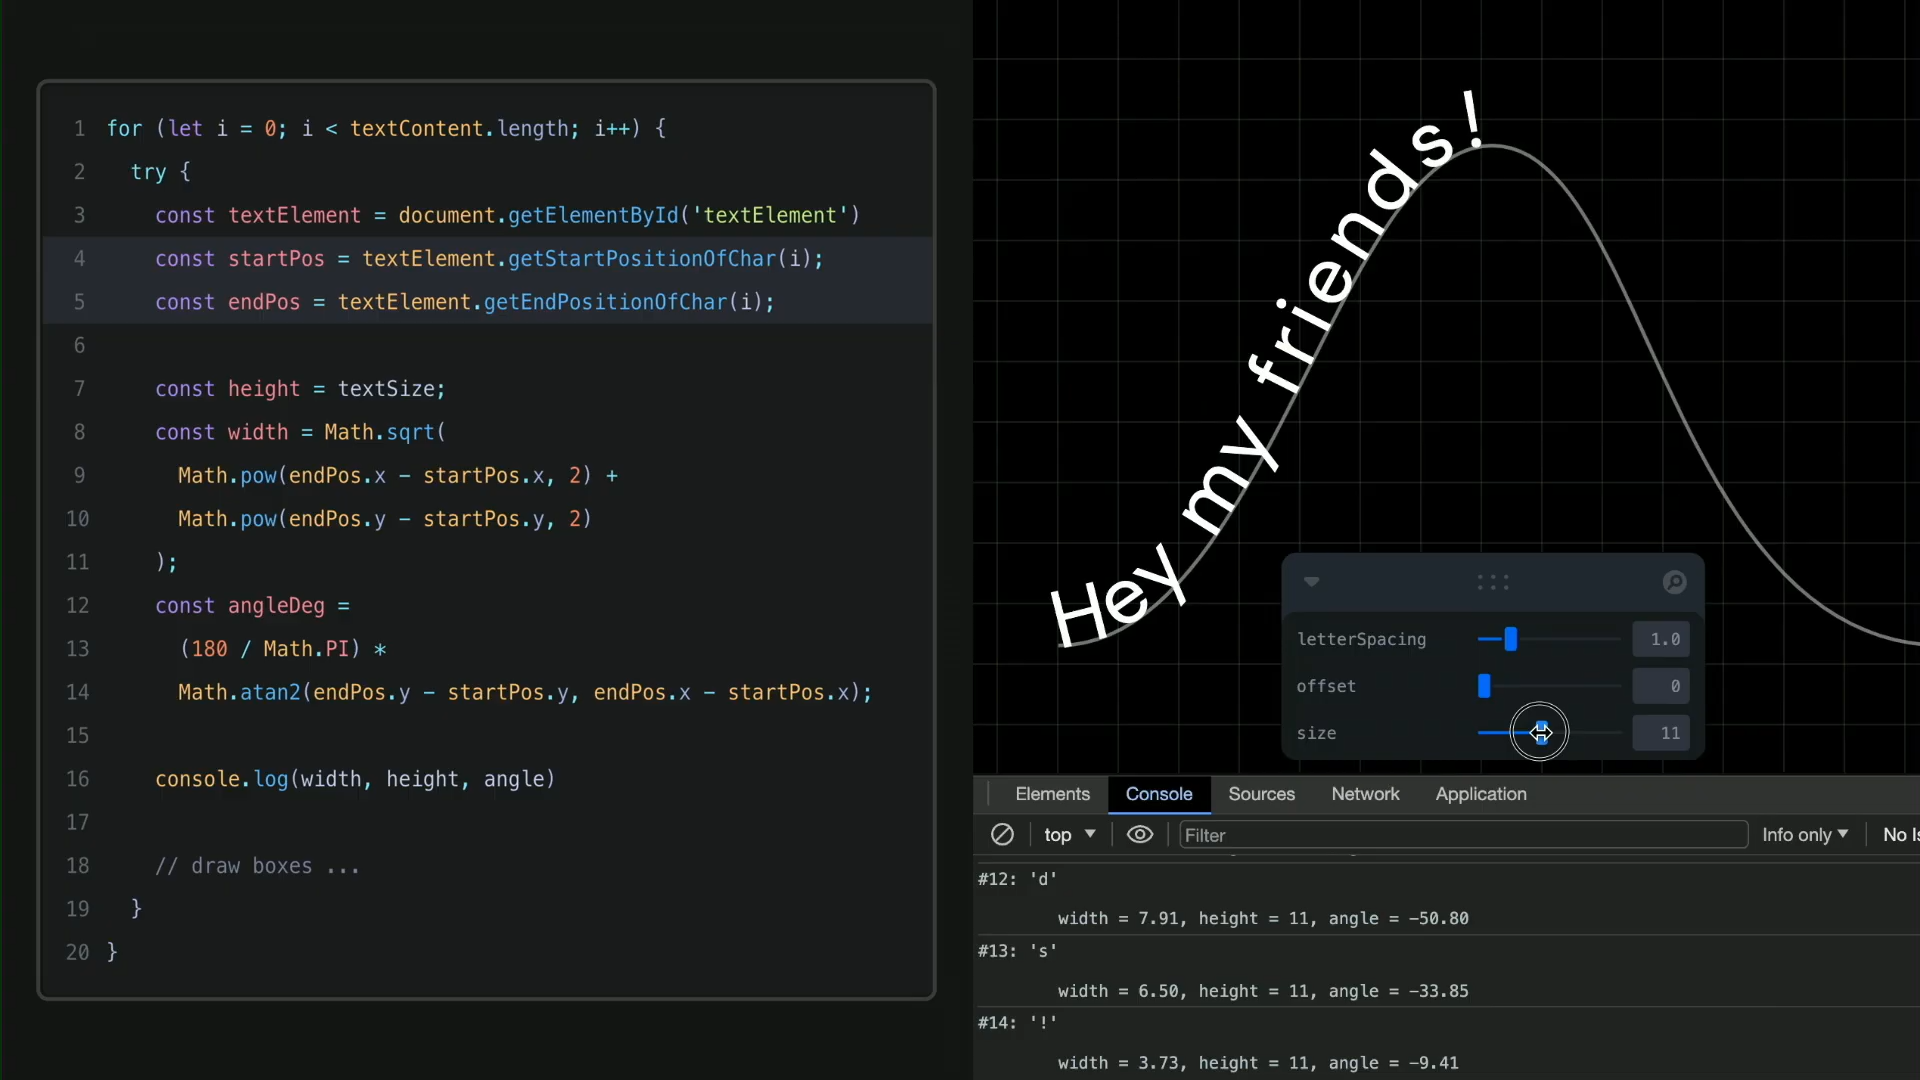 1 for (let i = 0; i < textContent.length; i++) {
2 try {
3 const textElement = document.getElementById('textElement')
4 const startPos = textElement.getStartPositionOfChar(i);
5 const endPos = textElement.getEndPositionOfChar(i);
6
7 const height = textSize;
8 const width = Math.sqrt(
9 Math.pow(endPos.x - startPos.x, 2) +
10 Math.pow(endPos.y - startPos.y, 2)
11 );
12 const angleDeg =
13 (180 / Math.PI) *
14 Math.atan2(endPos.y - startPos.y, endPos.x - startPos.x);
15
16 console.log(width, height, angle)
17
18 // draw boxes ...
19 }
20 }
Hey my friends!
letterSpacing 1.0
offset 0
size 11
Elements Console Sources Network Application
top Filter Info only No Is
#12: 'd'
width = 7.91, height = 11, angle = -50.80
#13: 's'
width = 6.50, height = 11, angle = -33.85
#14: '!'
width = 3.73, height = 11, angle = -9.41